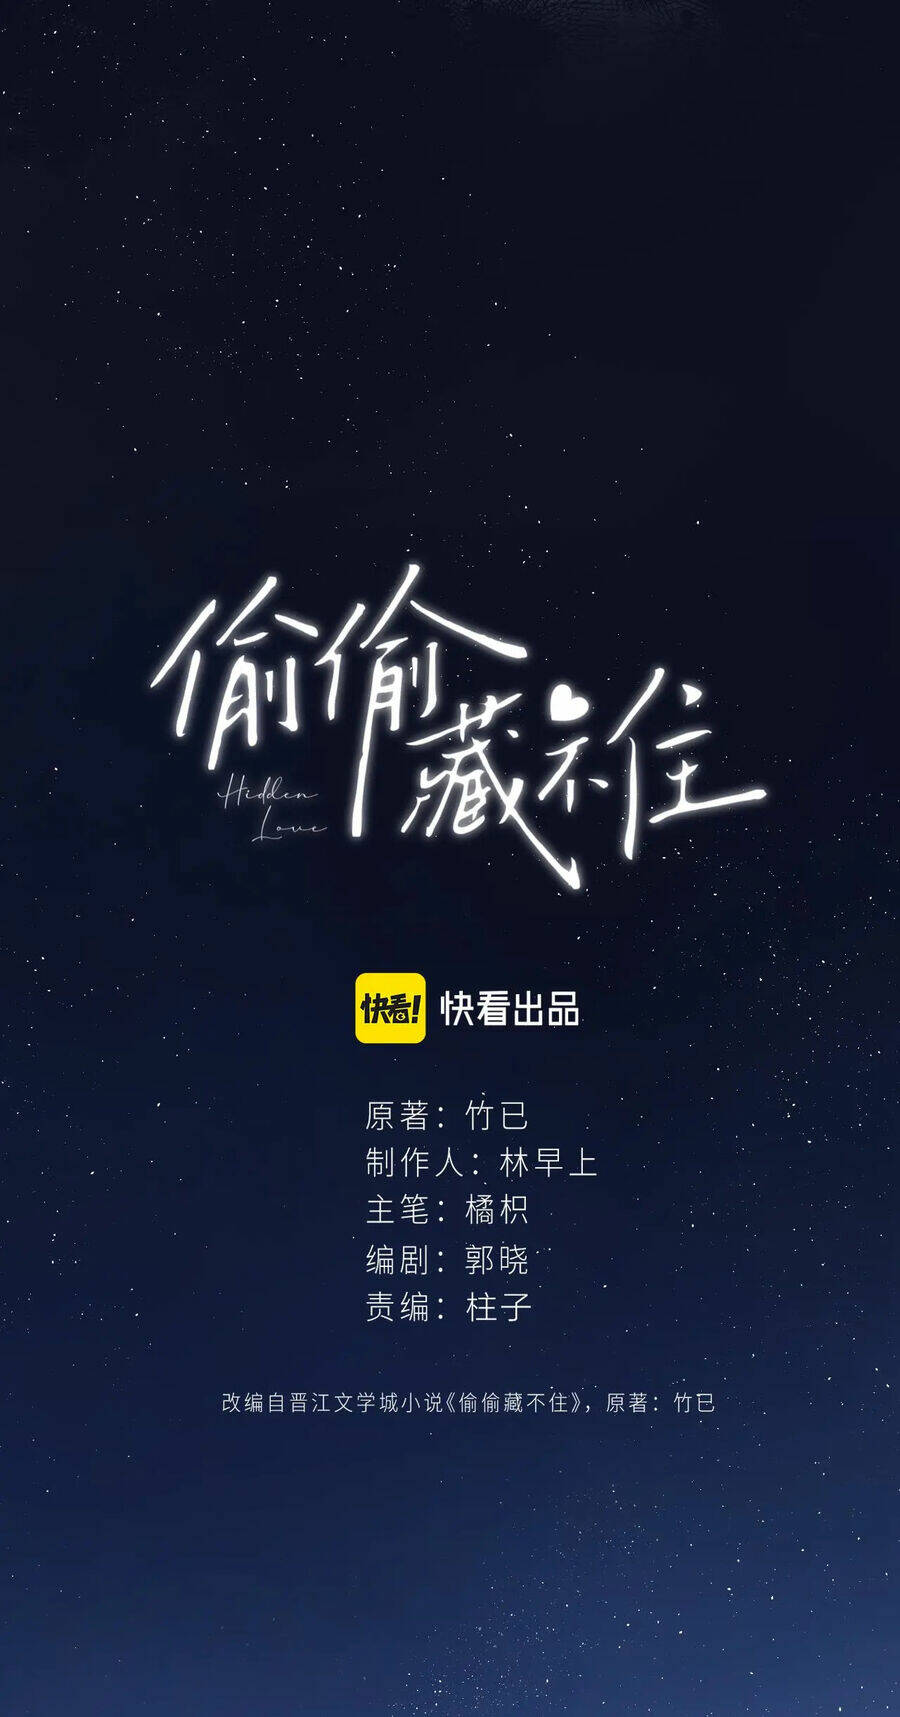 偷偷藏不住
Hidden
Love
快看! 快看出品
原著：竹已
制作人：林早上
主笔：橘枳
编剧：郭晓
责编：柱子
改编自晋江文学城小说《偷偷藏不住》，原著：竹已